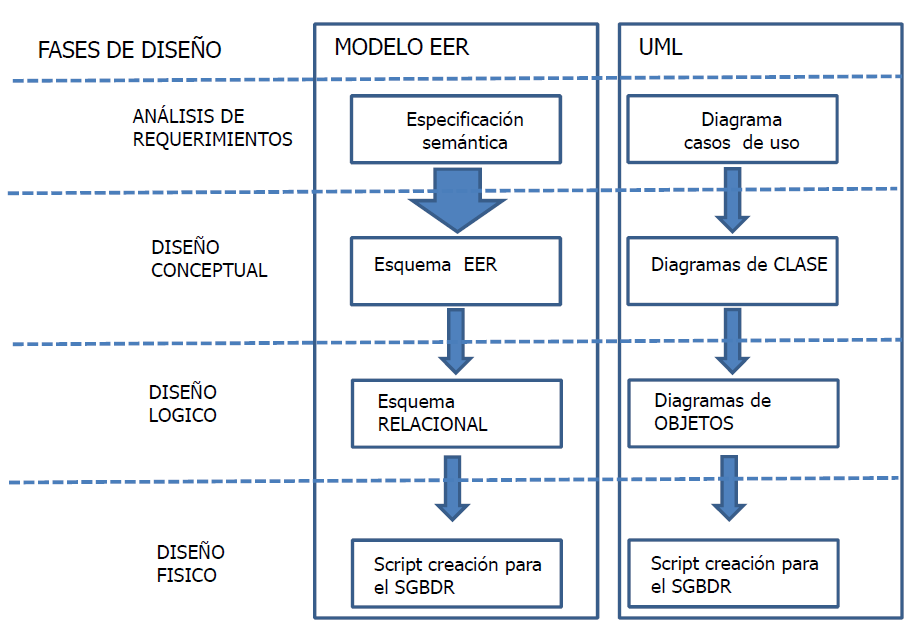 FASES DE DISEÑO
MODELO EER
UML
ANÁLISIS DE
REQUERIMIENTOS
Especificación
semántica
Diagrama
casos de uso
DISEÑO
CONCEPTUAL
Esquema EER
Diagramas de CLASE
DISEÑO
LOGICO
Esquema
RELACIONAL
Diagramas de
OBJETOS
DISEÑO
FISICO
Script creación para
el SGBDR
Script creación para
el SGBDR